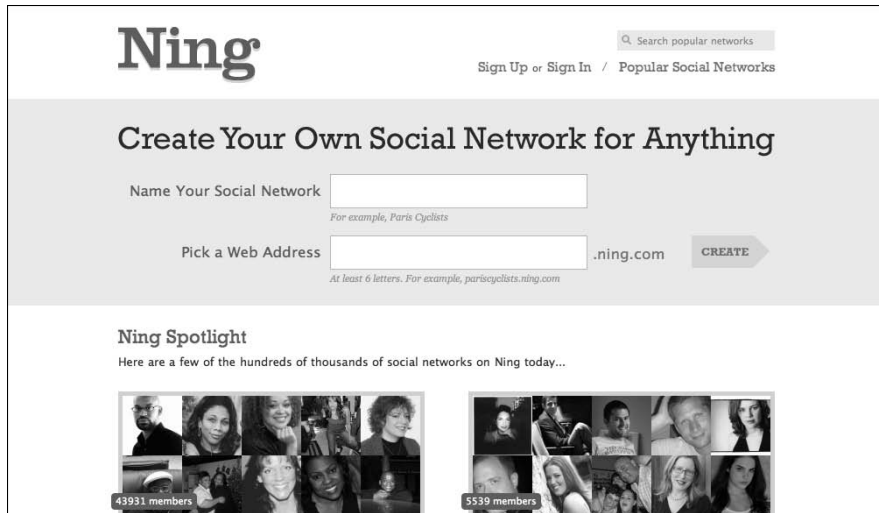 Ning
Search popular networks
Sign Up or Sign In / Popular Social Networks
Create Your Own Social Network for Anything
Name Your Social Network
For example, Paris Cyclists
Pick a Web Address .ning.com CREATE
At least 6 letters. For example, pariscyclists.ning.com
Ning Spotlight
Here are a few of the hundreds of thousands of social networks on Ning today...
43931 members 5539 members